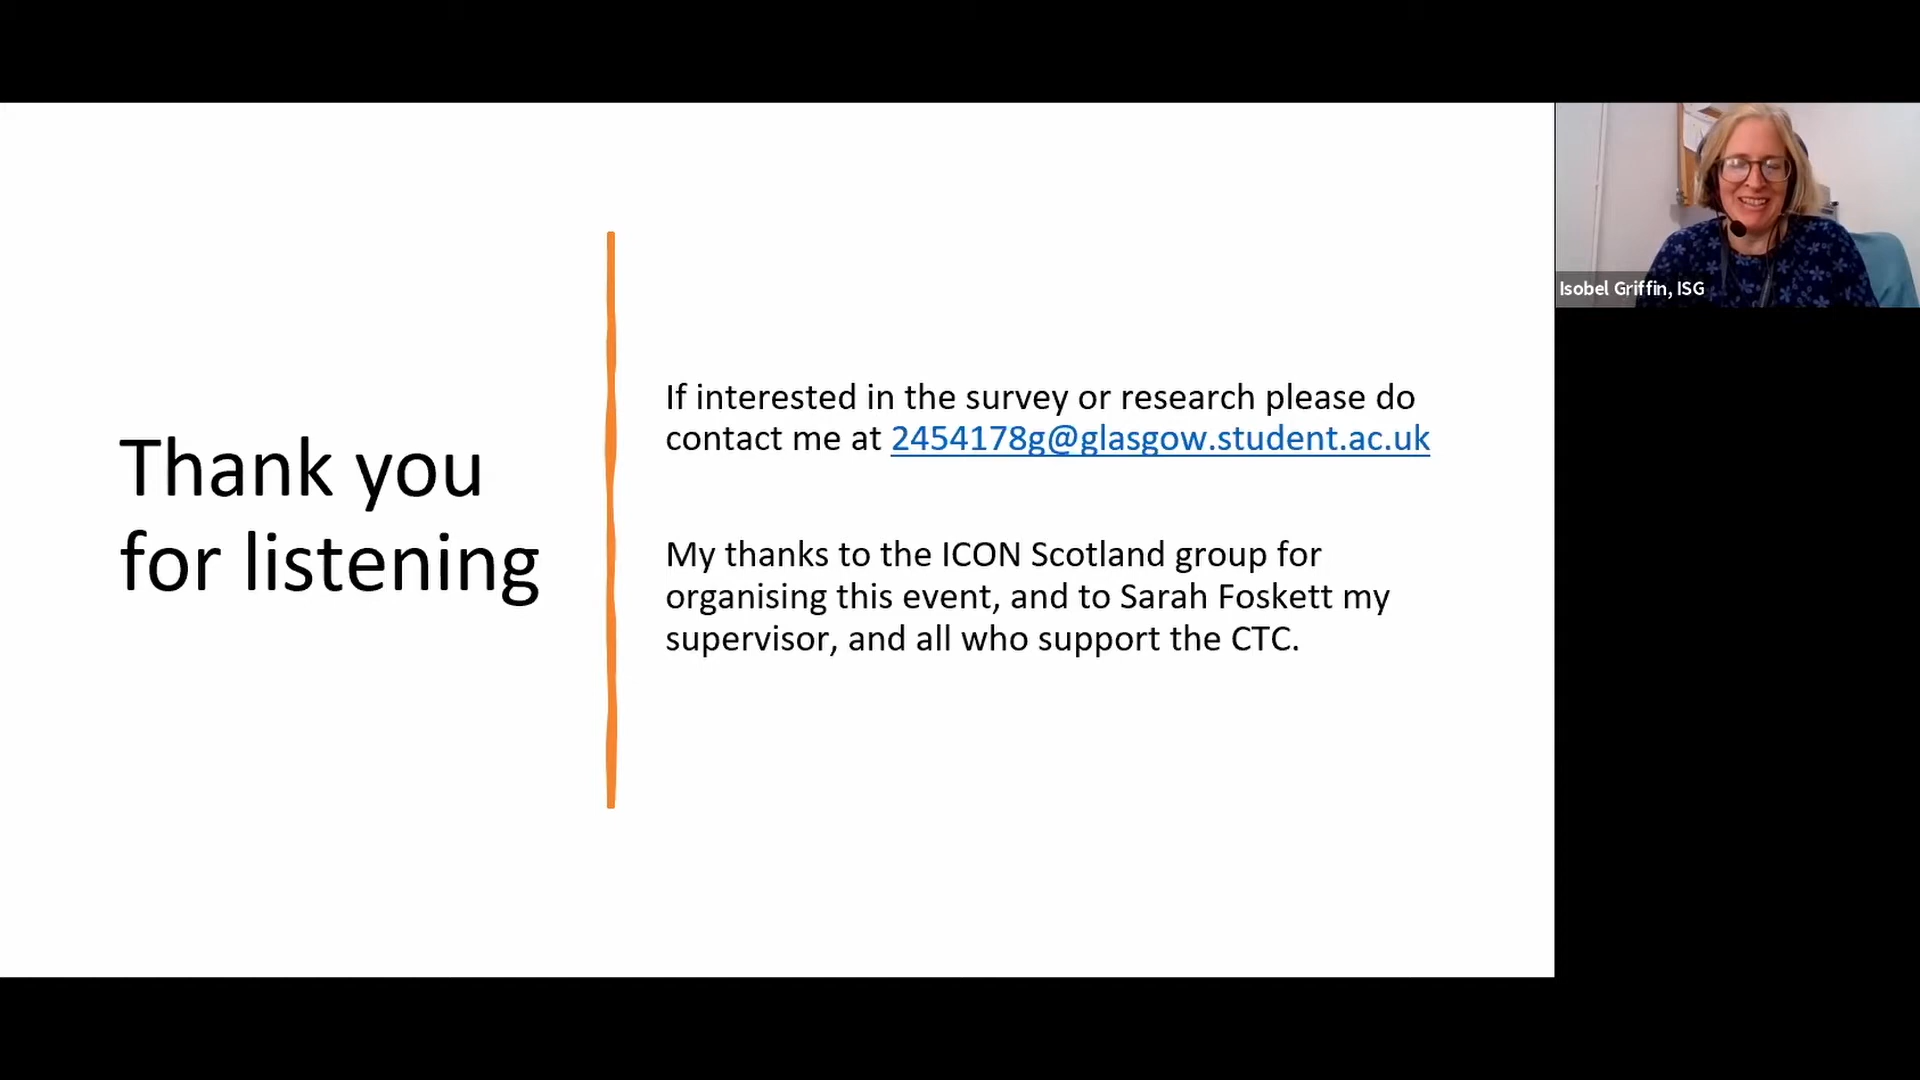 Thank you
for listening
If interested in the survey or research please do
contact me at 2454178g@glasgow.student.ac.uk
My thanks to the ICON Scotland group for
organising this event, and to Sarah Foskett my
supervisor, and all who support the CTC.
Isobel Griffin, ISG